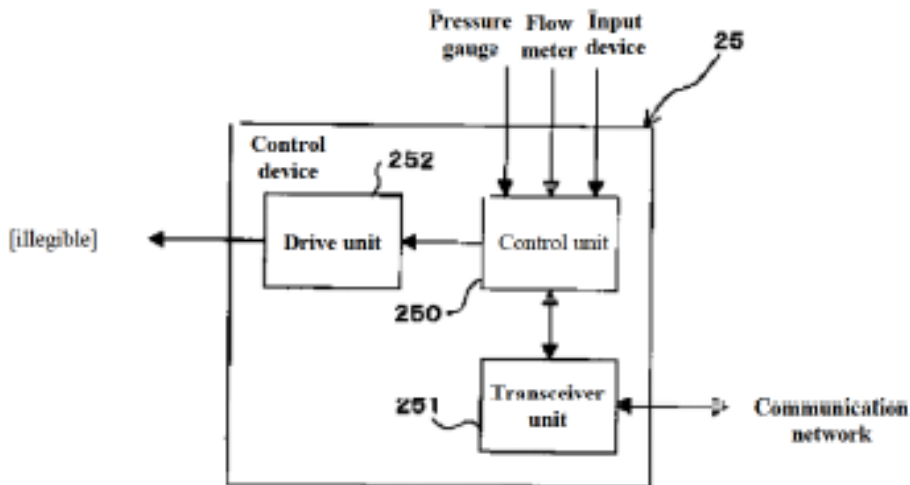 Pressure
gauge
Flow
meter
Input
device
25
Control
device
252
[illegible]
Drive unit
Control unit
250
251
Transceiver
unit
Communication
network